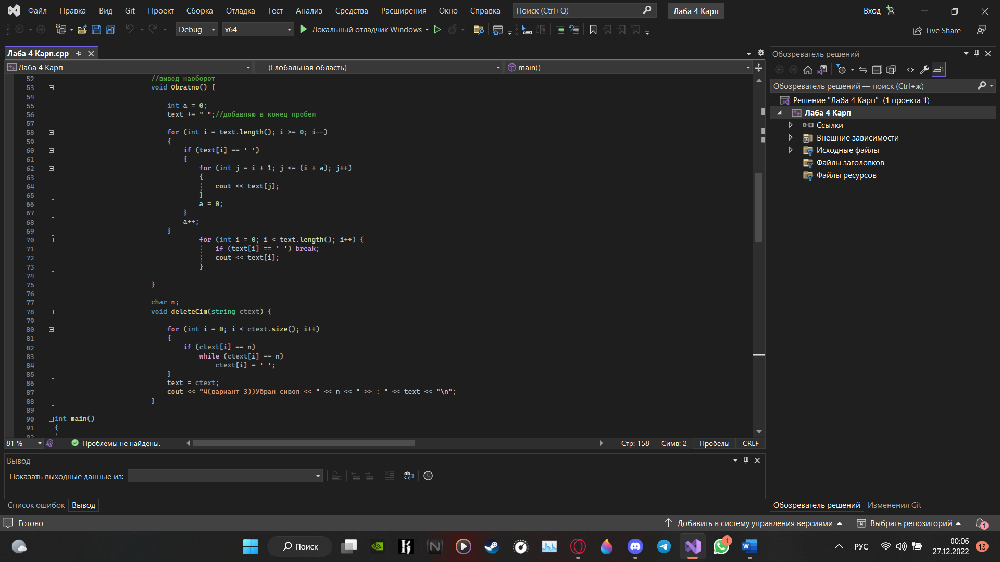 Файл Правка Вид Git Проект Сборка Отладка Тест Анализ Средства Расширения Окно Справка Поиск (Ctrl+Q) Лаба 4 Карп Вход
Debug x64 Локальный отладчик Windows Live Share
Лаба 4 Карп.cpp
Лаба 4 Карп (Глобальная область) main()
52 //вывод наоборот
53 void Obratno() {
54
55 int a = 0;
56 text += " ";//добавляю в конец пробел
57
58 for (int i = text.length(); i >= 0; i--)
59 {
60 if (text[i] == ' ')
61 {
62 for (int j = i + 1; j <= (i + a); j++)
63 {
64 cout << text[j];
65 }
66 a = 0;
67 }
68 a++;
69 }
70 for (int i = 0; i < text.length(); i++) {
71 if (text[i] == ' ') break;
72 cout << text[i];
73 }
74
75 }
76
77 char n;
78 void deleteCim(string ctext) {
79
80 for (int i = 0; i < ctext.size(); i++)
81 {
82 if (ctext[i] == n)
83 while (ctext[i] == n)
84 ctext[i] = ' ';
85 }
86 text = ctext;
87 cout << "4(вариант 3))Убран сивол << " << n << " >> : " << text << "\n";
88 }
89
90 int main()
91 {
81 % Проблемы не найдены. Стр: 158 Симв: 2 Пробелы CRLF
Вывод
Показать выходные данные из:
Список ошибок Вывод
Обозреватель решений
Обозреватель решений — поиск (Ctrl+ж)
Решение "Лаба 4 Карп" (1 проекта 1)
Лаба 4 Карп
Ссылки
Внешние зависимости
Исходные файлы
Файлы заголовков
Файлы ресурсов
Обозреватель решений Изменения Git
Готово Добавить в систему управления версиями Выбрать репозиторий 1
Поиск 1 РУС 00:06
27.12.2022 13